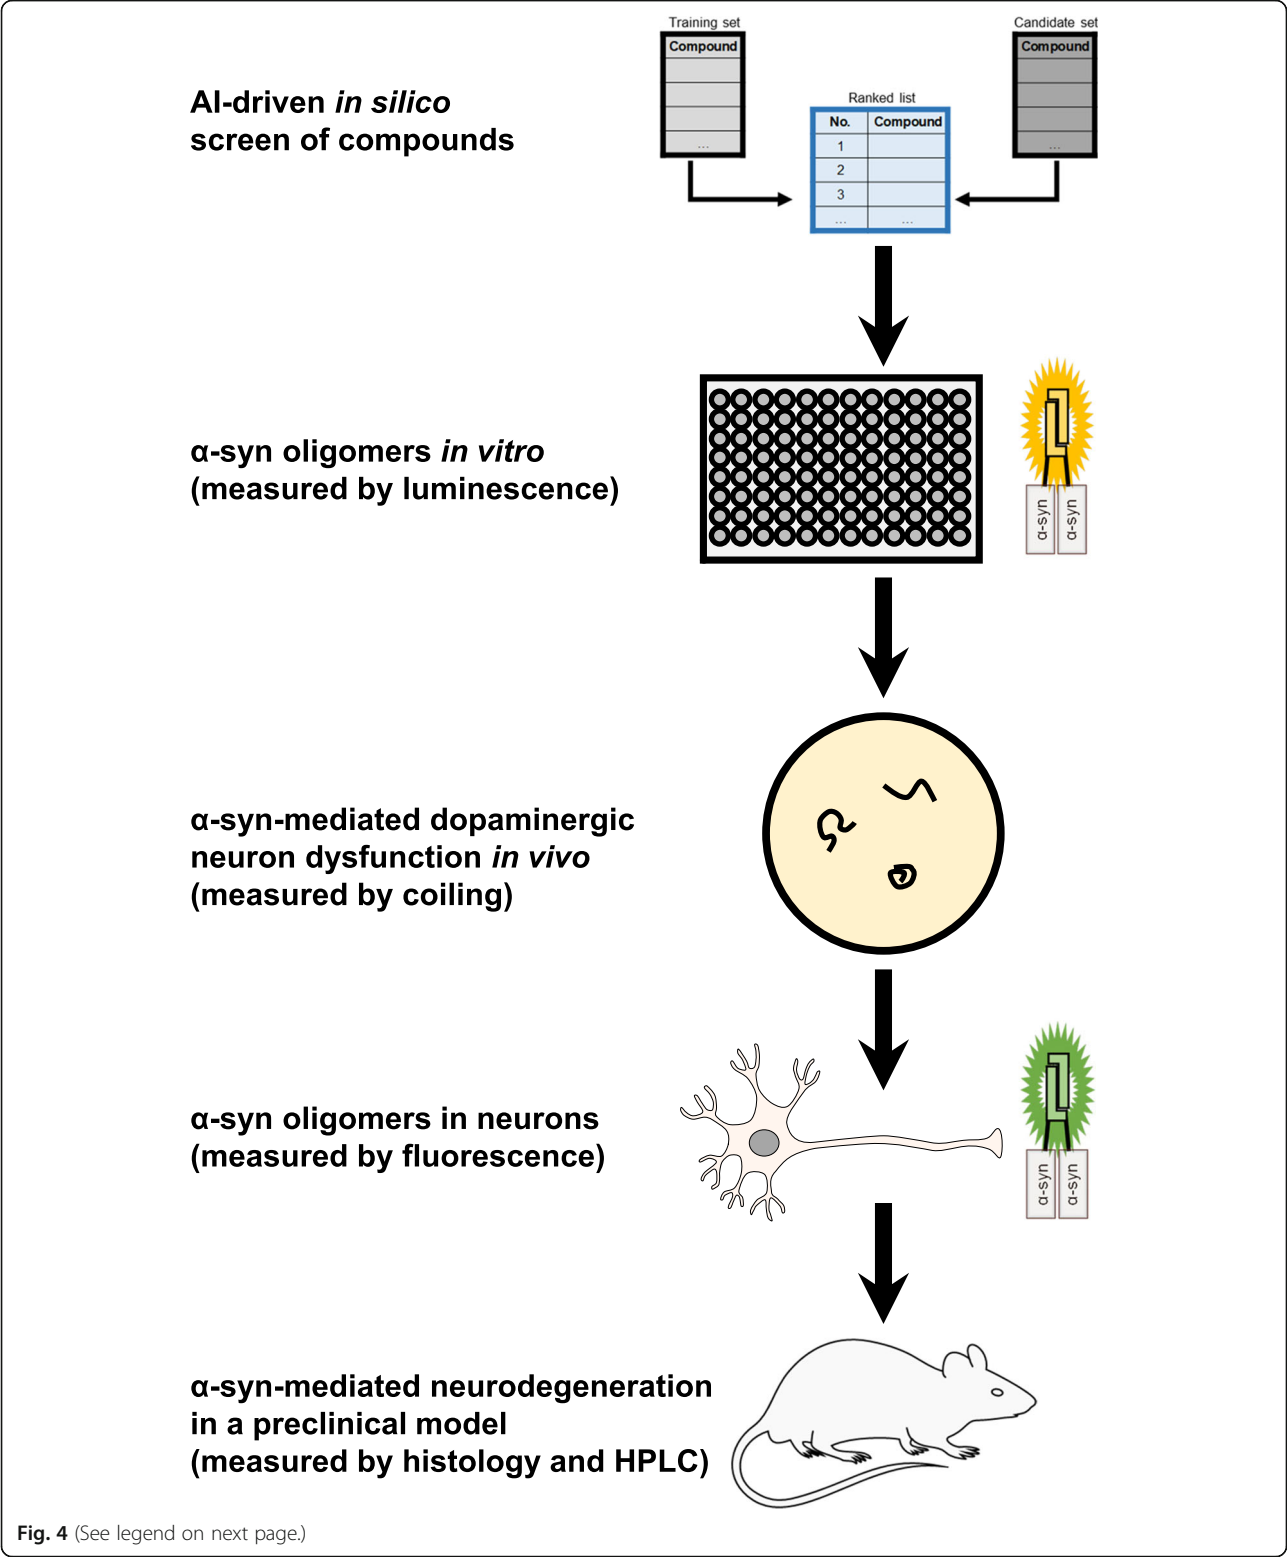 Training set
Compound
...
Candidate set
Compound
...
Ranked list
No. Compound
1
2
3
... ...
AI-driven in silico
screen of compounds
α-syn oligomers in vitro
(measured by luminescence)
α-syn
α-syn
α-syn-mediated dopaminergic
neuron dysfunction in vivo
(measured by coiling)
α-syn oligomers in neurons
(measured by fluorescence)
α-syn
α-syn
α-syn-mediated neurodegeneration
in a preclinical model
(measured by histology and HPLC)
Fig. 4 (See legend on next page.)